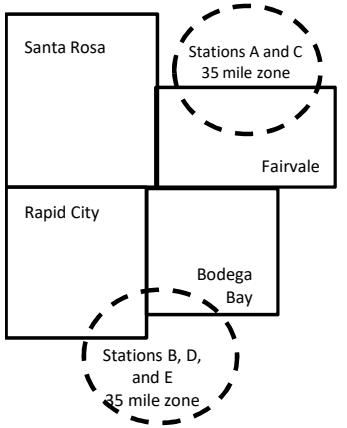 Santa Rosa
Stations A and C
35 mile zone
Fairvale
Rapid City
Bodega
Bay
Stations B, D,
and E
35 mile zone